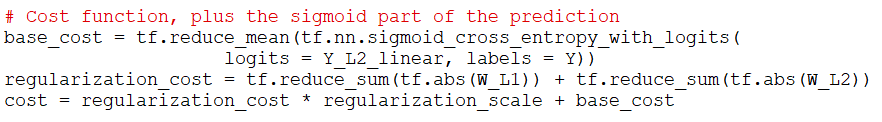 # Cost function, plus the sigmoid part of the prediction
base_cost = tf.reduce_mean(tf.nn.sigmoid_cross_entropy_with_logits(
logits = Y_L2_linear, labels = Y))
regularization_cost = tf.reduce_sum(tf.abs(W_L1)) + tf.reduce_sum(tf.abs(W_L2))
cost = regularization_cost * regularization_scale + base_cost